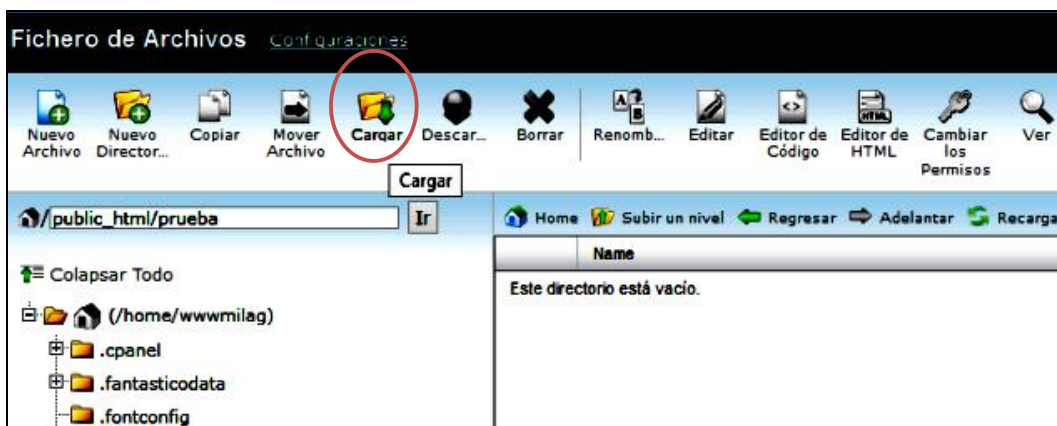 Fichero de Archivos Configuraciones
Nuevo Archivo
Nuevo Director...
Copiar
Mover Archivo
Cargar
Descar...
Borrar
Renomb...
Editar
Editor de Código
Editor de HTML
Cambiar los Permisos
Ver
Cargar
/public_html/prueba Ir
Home Subir un nivel Regresar Adelantar Recarga
Name
Este directorio está vacío.
Colapsar Todo
(/home/wwwmilag)
.cpanel
.fantasticodata
.fontconfig